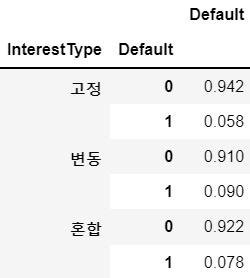 Default
InterestType Default
고정 0 0.942
1 0.058
변동 0 0.910
1 0.090
혼합 0 0.922
1 0.078